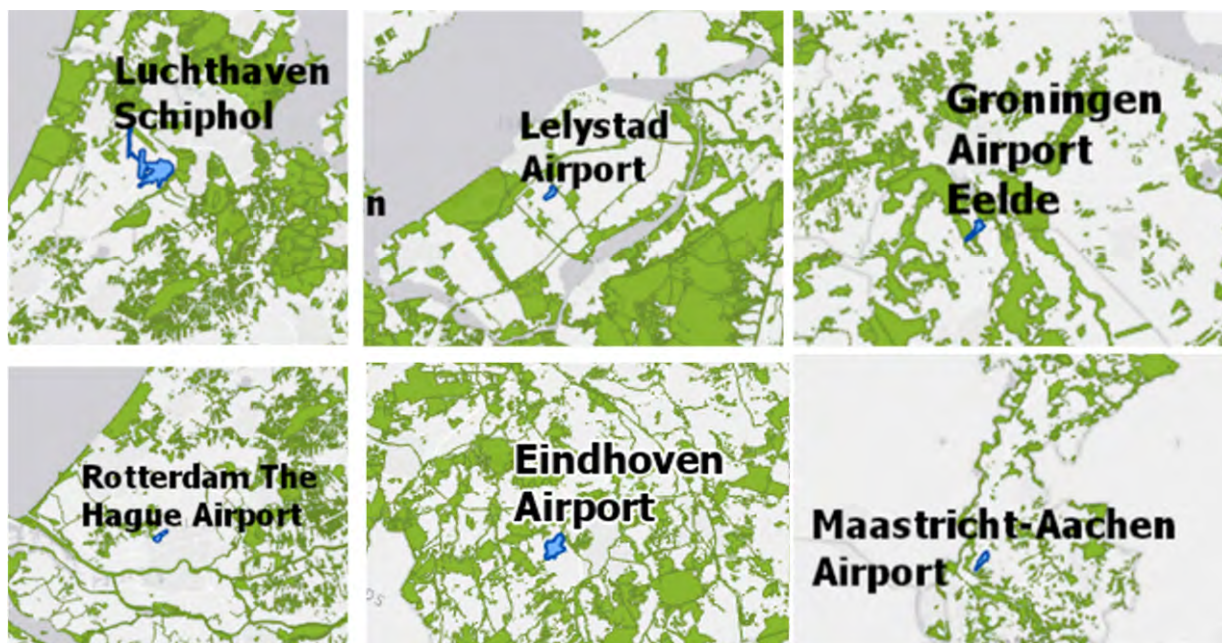 Luchthaven
Schiphol
Lelystad
Airport
n
Groningen
Airport
Eelde
Rotterdam The
Hague Airport
Eindhoven
Airport
Maastricht-Aachen
Airport